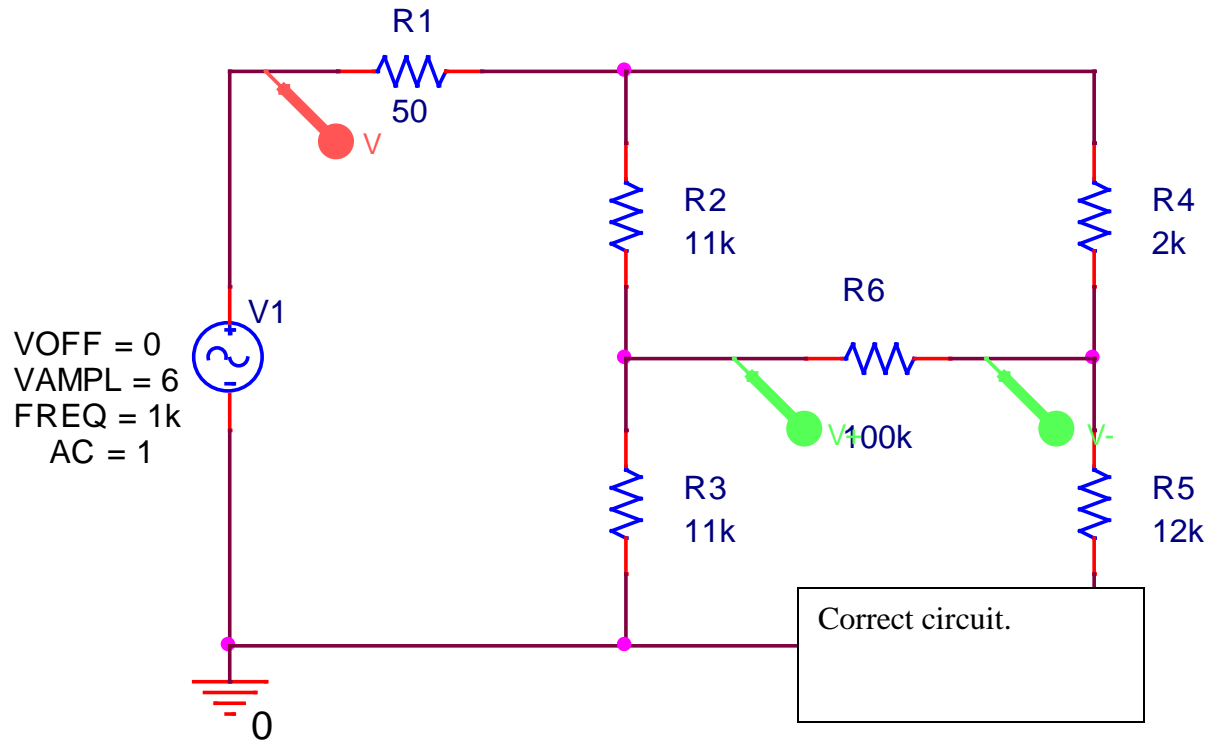 R1
50
V
R2
11k
R4
2k
R6
V1
VOFF = 0
VAMPL = 6
FREQ = 1k
AC = 1
V+
100k
V-
R3
11k
R5
12k
Correct circuit.
0